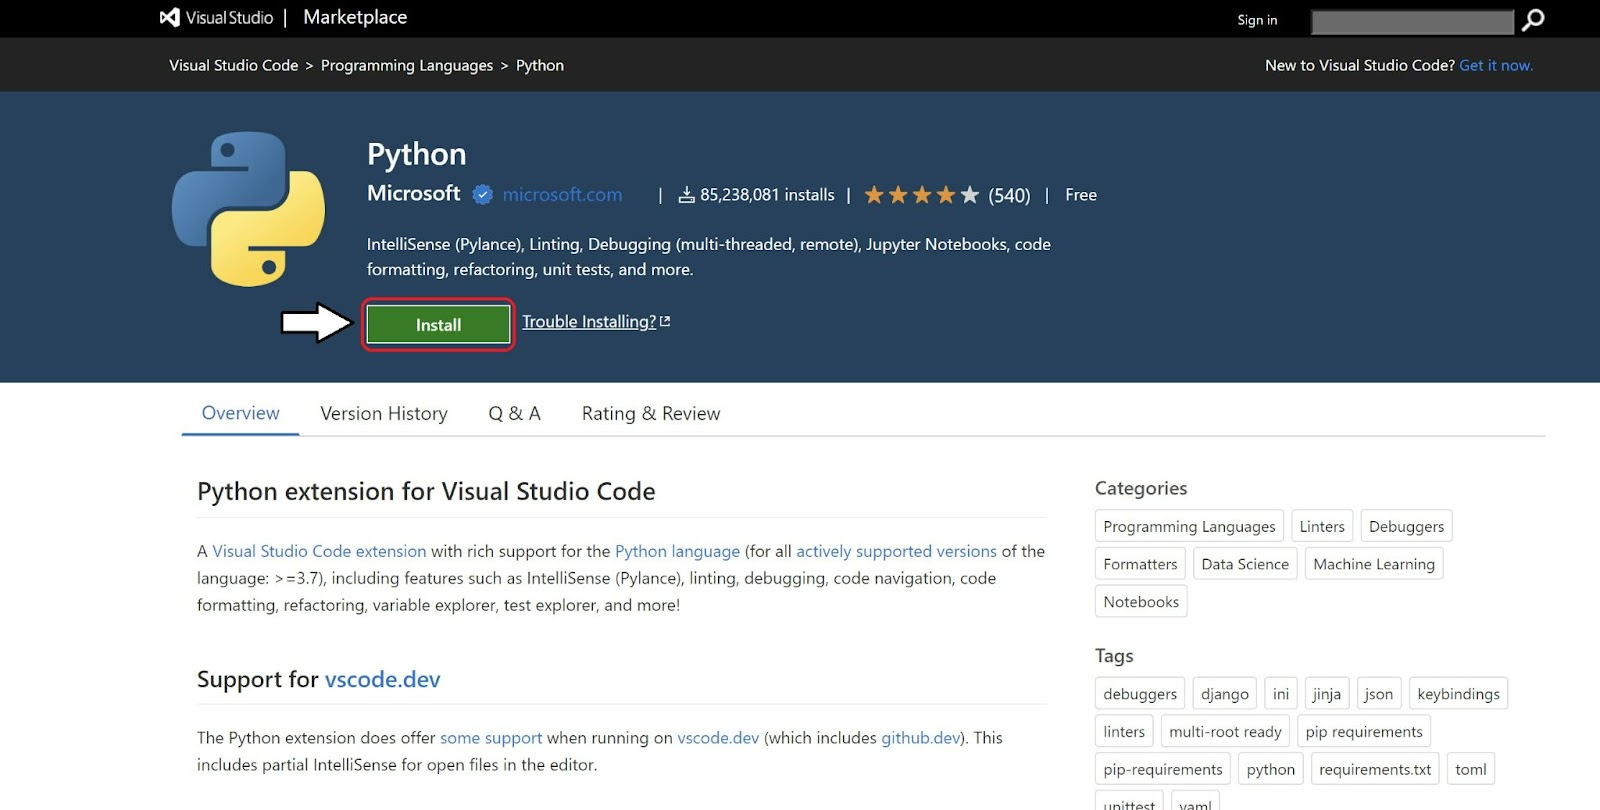 Visual Studio | Marketplace
Sign in
Visual Studio Code > Programming Languages > Python
New to Visual Studio Code? Get it now.
Python
Microsoft microsoft.com | 85,238,081 installs | (540) | Free
IntelliSense (Pylance), Linting, Debugging (multi-threaded, remote), Jupyter Notebooks, code
formatting, refactoring, unit tests, and more.
Install Trouble Installing?
Overview Version History Q & A Rating & Review
Python extension for Visual Studio Code
A Visual Studio Code extension with rich support for the Python language (for all actively supported versions of the
language: >=3.7), including features such as IntelliSense (Pylance), linting, debugging, code navigation, code
formatting, refactoring, variable explorer, test explorer, and more!
Support for vscode.dev
The Python extension does offer some support when running on vscode.dev (which includes github.dev). This
includes partial IntelliSense for open files in the editor.
Categories
Programming Languages Linters Debuggers
Formatters Data Science Machine Learning
Notebooks
Tags
debuggers django ini jinja json keybindings
linters multi-root ready pip requirements
pip-requirements python requirements.txt toml
unittest yaml